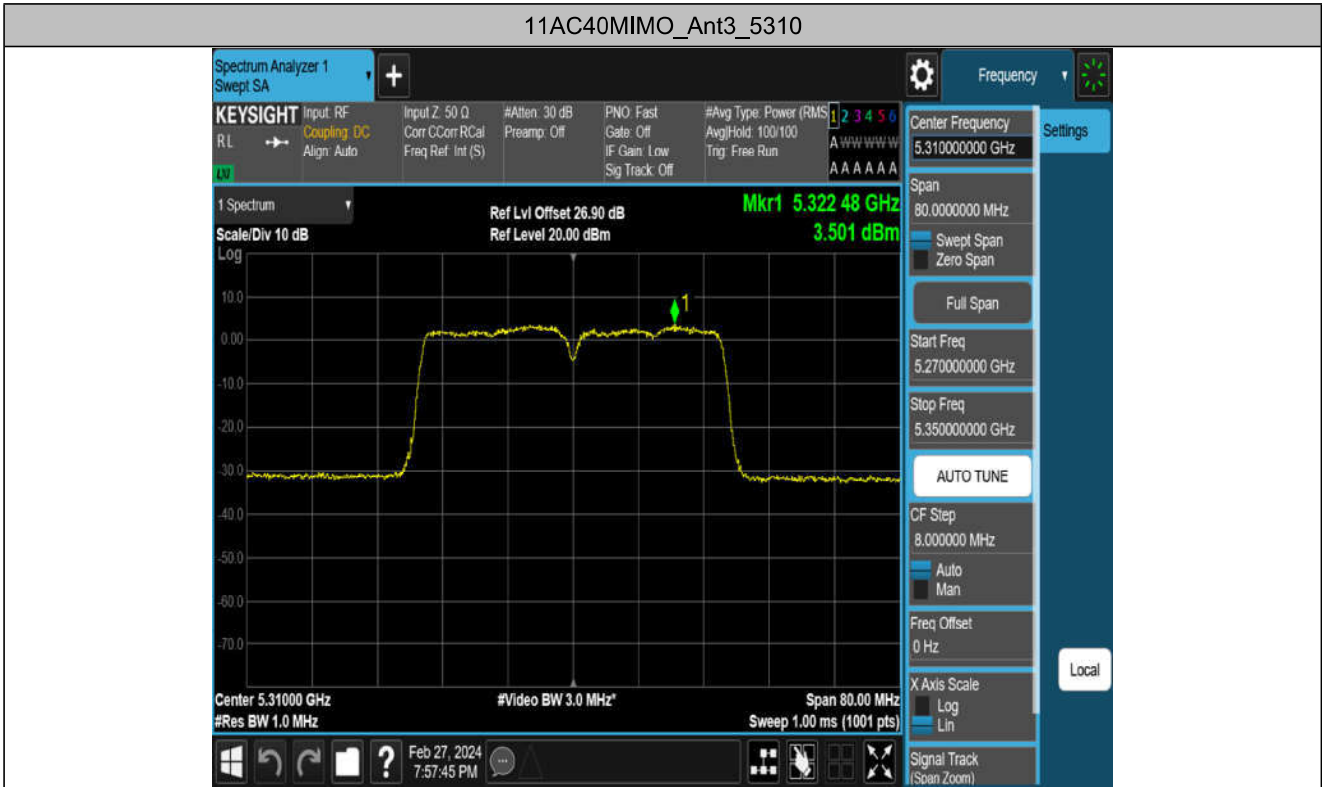 11AC40MIMO_Ant3_5310
Spectrum Analyzer 1
Swept SA
+
Frequency
KEYSIGHT
RL
LXI
Input: RF
Coupling: DC
Align: Auto
Input Z: 50 Ω
Corr CCorr RCal
Freq Ref: Int (S)
#Atten: 30 dB
Preamp: Off
PNO: Fast
Gate: Off
IF Gain: Low
Sig Track: Off
#Avg Type: Power (RMS
Avg|Hold: 100/100
Trig: Free Run
1 2 3 4 5 6
A W W W W W
A A A A A A
1 Spectrum
Scale/Div 10 dB
Log
Ref Lvl Offset 26.90 dB
Ref Level 20.00 dBm
Mkr1 5.322 48 GHz
3.501 dBm
1
10.0
0.00
-10.0
-20.0
-30.0
-40.0
-50.0
-60.0
-70.0
Center 5.31000 GHz
#Res BW 1.0 MHz
#Video BW 3.0 MHz*
Span 80.00 MHz
Sweep 1.00 ms (1001 pts)
Center Frequency
5.310000000 GHz
Settings
Span
80.0000000 MHz
Swept Span
Zero Span
Full Span
Start Freq
5.270000000 GHz
Stop Freq
5.350000000 GHz
AUTO TUNE
CF Step
8.000000 MHz
Auto
Man
Freq Offset
0 Hz
X Axis Scale
Log
Lin
Local
Signal Track
(Span Zoom)
?
Feb 27, 2024
7:57:45 PM